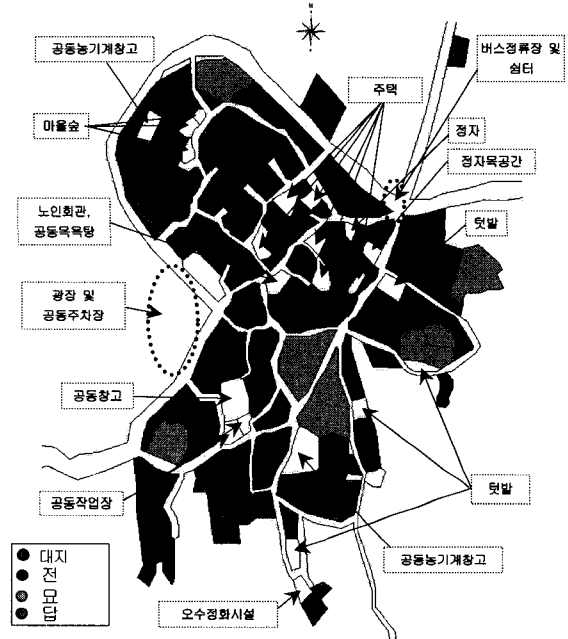 N
공동농기계창고
버스정류장 및
쉼터
주택
마을숲
정자
정자목공간
노인회관,
공동목욕탕
텃밭
광장 및
공동주차장
공동창고
공동작업장
텃밭
공동농기계창고
오수정화시설
대지
전
묘
답